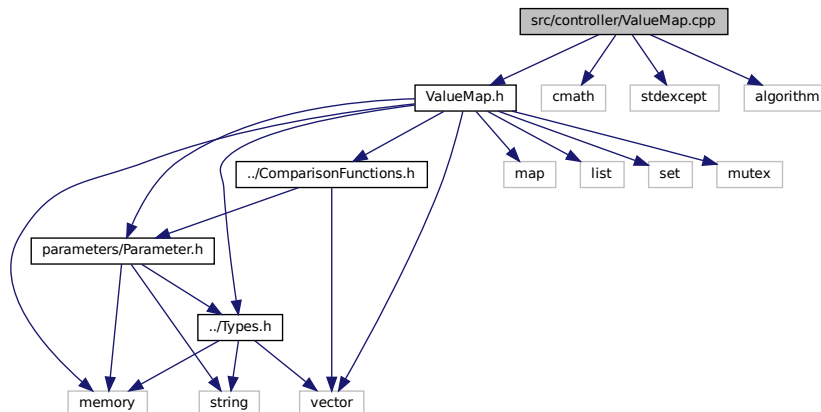 src/controller/ValueMap.cpp
ValueMap.h
cmath
stdexcept
algorithm
../ComparisonFunctions.h
map
list
set
mutex
parameters/Parameter.h
../Types.h
memory
string
vector